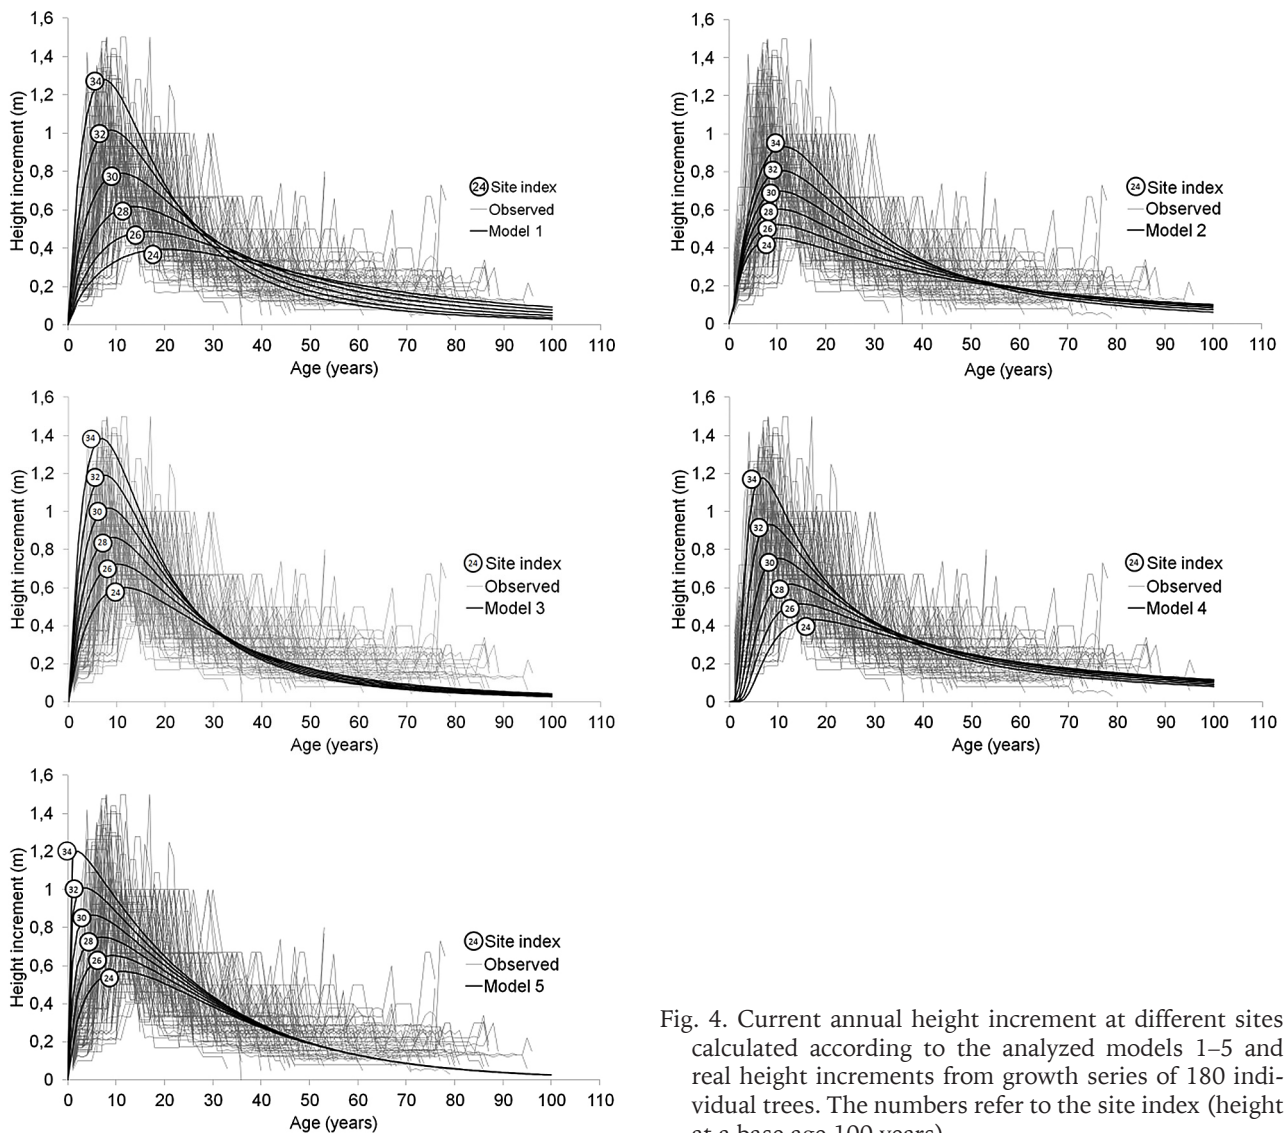 1,6
1,4
1,2
1
0,8
0,6
0,4
0,2
0
Height increment (m)
34
32
30
28
26
24
24 Site index
Observed
Model 1
0 10 20 30 40 50 60 70 80 90 100 110
Age (years)
1,6
1,4
1,2
1
0,8
0,6
0,4
0,2
0
Height increment (m)
34
32
30
28
26
24
24 Site index
Observed
Model 2
0 10 20 30 40 50 60 70 80 90 100 110
Age (years)
1,6
1,4
1,2
1
0,8
0,6
0,4
0,2
0
Height increment (m)
34
32
30
28
26
24
24 Site index
Observed
Model 3
0 10 20 30 40 50 60 70 80 90 100 110
Age (years)
1,6
1,4
1,2
1
0,8
0,6
0,4
0,2
0
Height increment (m)
34
32
30
28
26
24
24 Site index
Observed
Model 4
0 10 20 30 40 50 60 70 80 90 100 110
Age (years)
1,6
1,4
1,2
1
0,8
0,6
0,4
0,2
0
Height increment (m)
34
32
30
28
26
24
24 Site index
Observed
Model 5
0 10 20 30 40 50 60 70 80 90 100 110
Age (years)
Fig. 4. Current annual height increment at different sites
calculated according to the analyzed models 1–5 and
real height increments from growth series of 180 indi-
vidual trees. The numbers refer to the site index (height
at a base age 100 years)